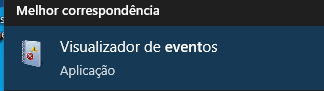 Melhor correspondência
Visualizador de eventos
Aplicação